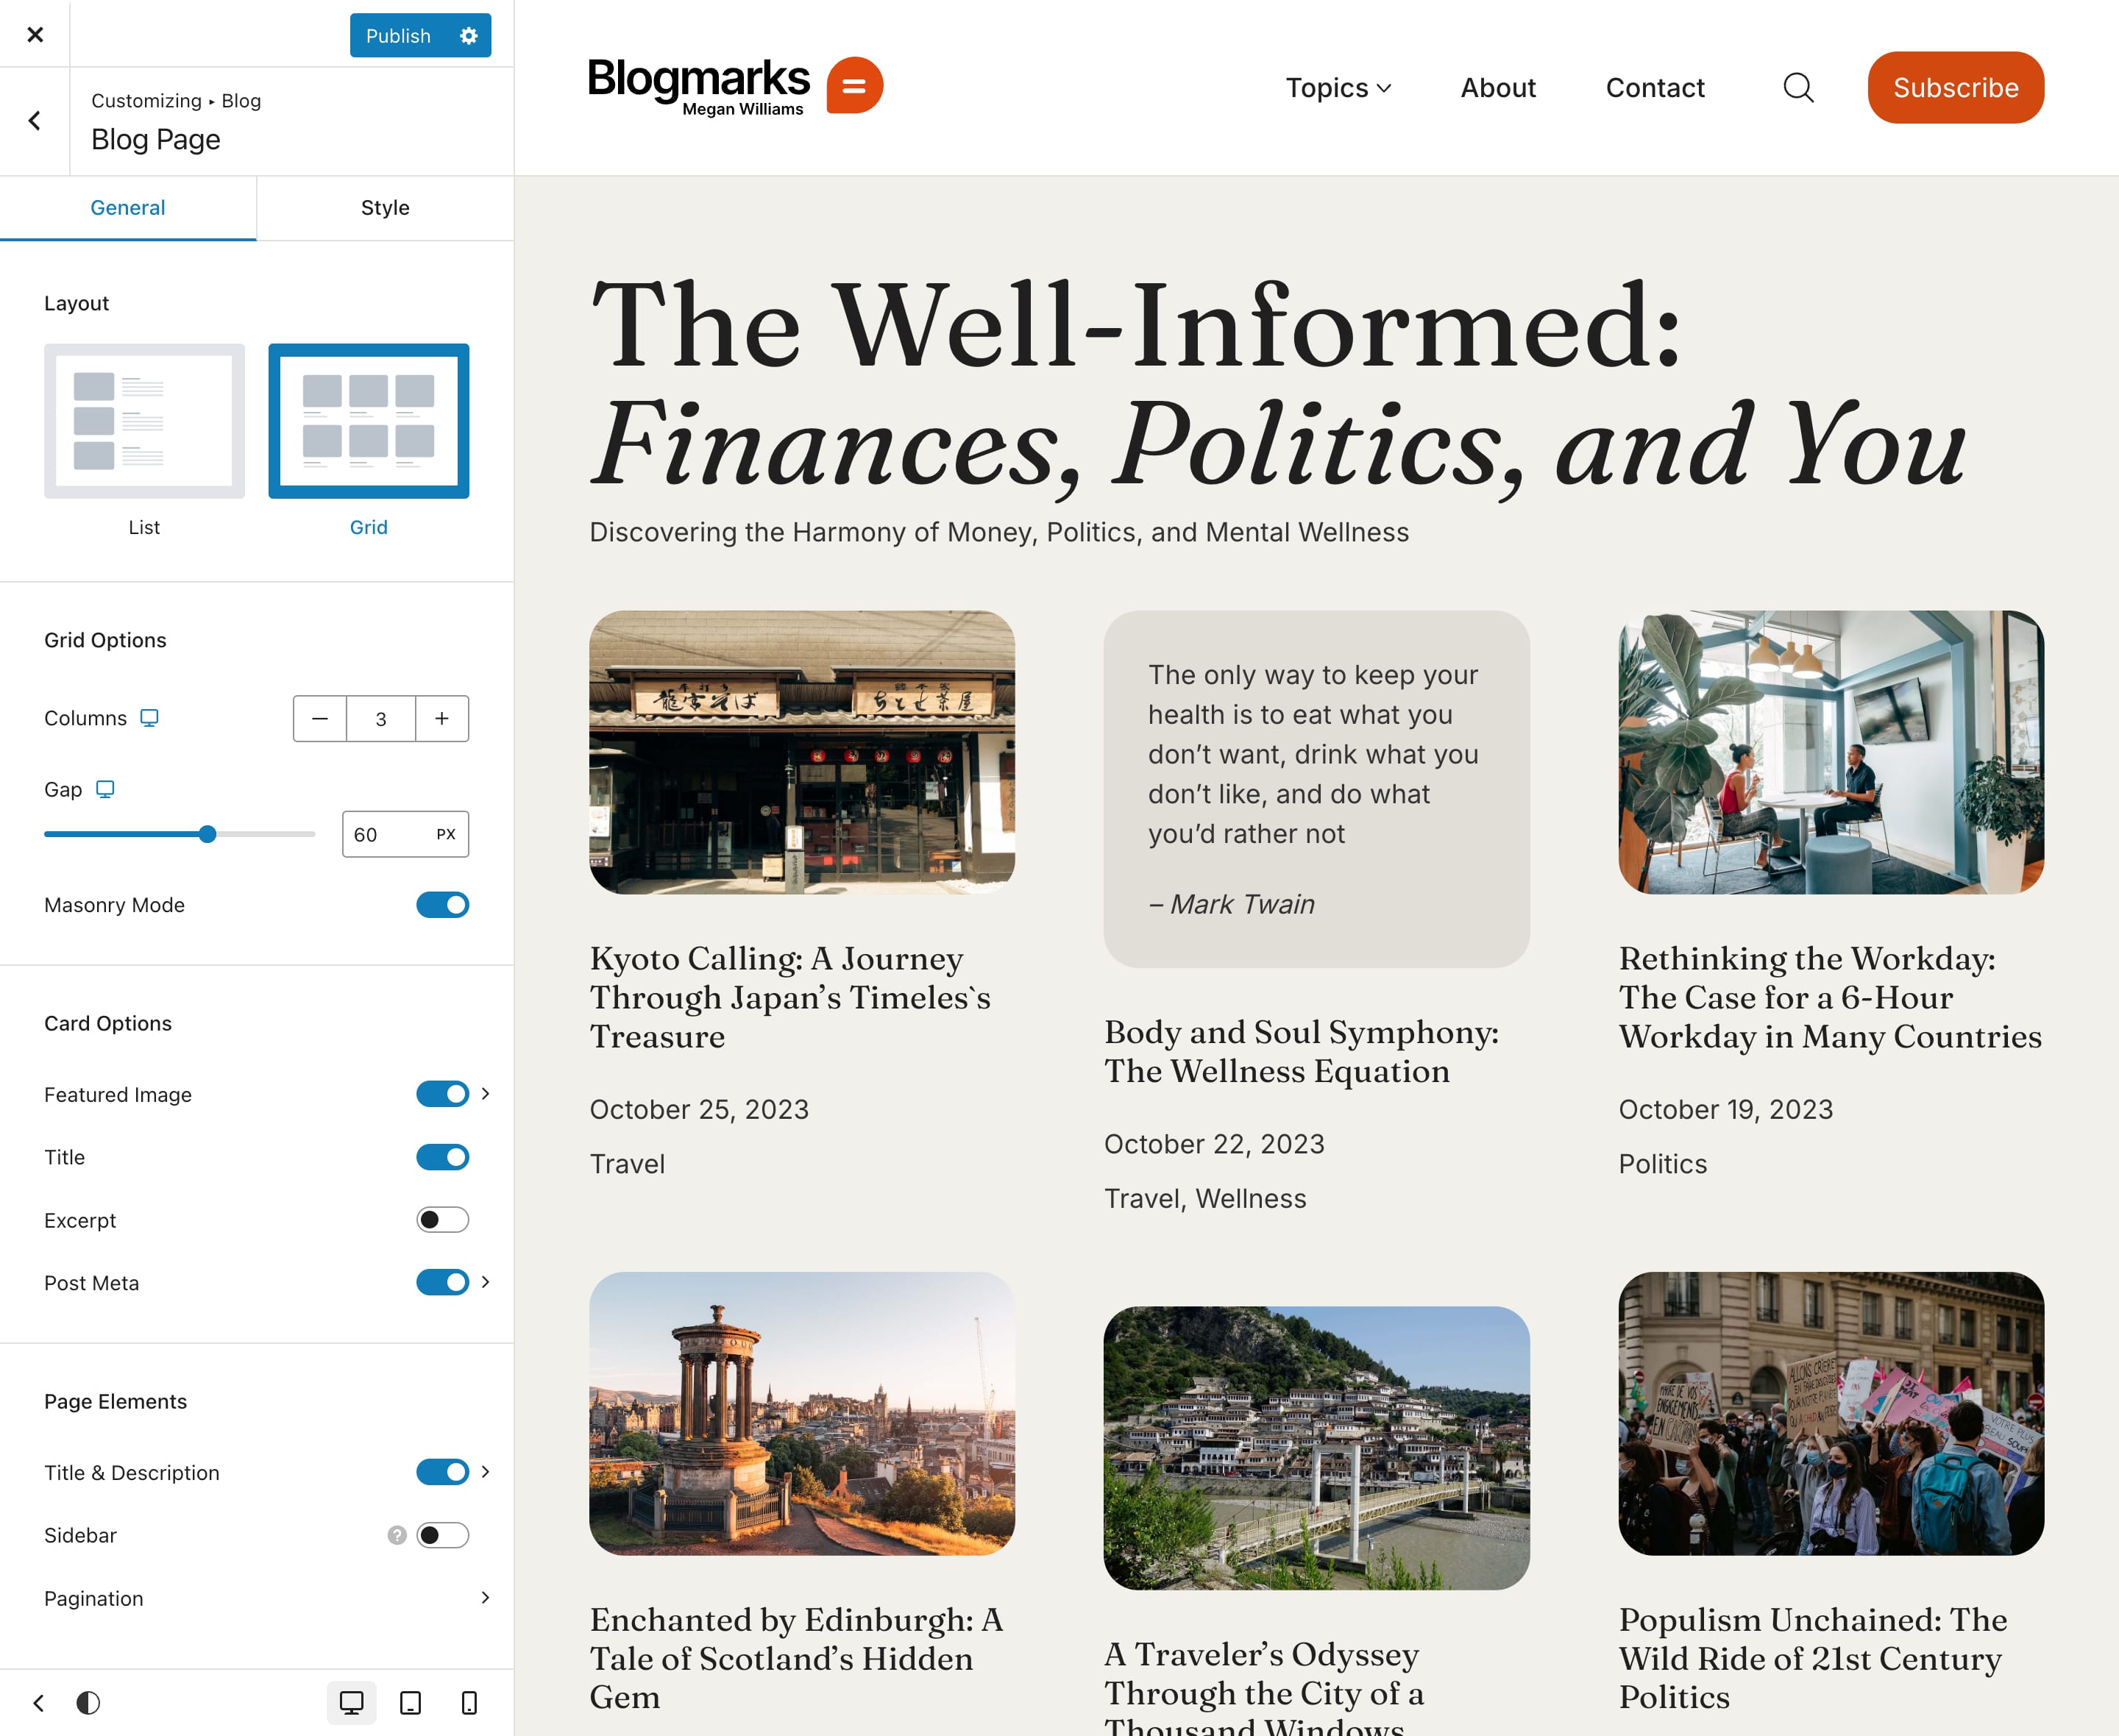 Publish
Customizing ▸ Blog
Blog Page
General
Style
Layout
List
Grid
Grid Options
Columns
3
Gap
60
PX
Masonry Mode
Card Options
Featured Image
Title
Excerpt
Post Meta
Page Elements
Title & Description
Sidebar
?
Pagination
Blogmarks
Megan Williams
Topics
About
Contact
Subscribe
The Well-Informed:
Finances, Politics, and You
Discovering the Harmony of Money, Politics, and Mental Wellness
Kyoto Calling: A Journey
Through Japan’s Timeles`s
Treasure
October 25, 2023
Travel
The only way to keep your
health is to eat what you
don’t want, drink what you
don’t like, and do what
you’d rather not
– Mark Twain
Body and Soul Symphony:
The Wellness Equation
October 22, 2023
Travel, Wellness
Rethinking the Workday:
The Case for a 6-Hour
Workday in Many Countries
October 19, 2023
Politics
Enchanted by Edinburgh: A
Tale of Scotland’s Hidden
Gem
A Traveler’s Odyssey
Through the City of a
Thousand Windows
ALLONS CRIER
Populism Unchained: The
Wild Ride of 21st Century
Politics